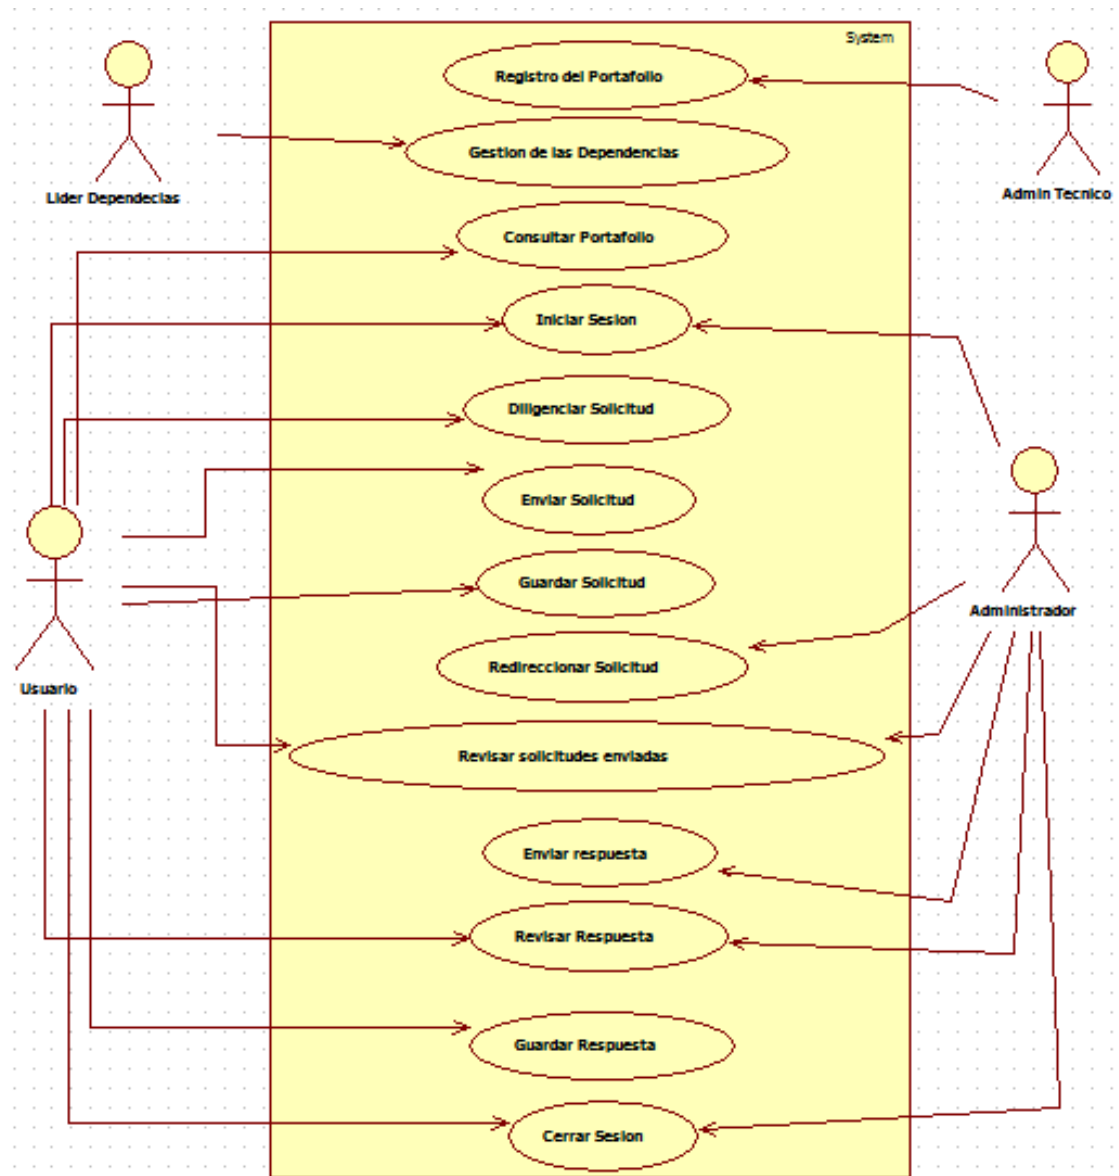 System
Registro del Portafolio
Gestion de las Dependencias
Lider Dependecias
Admin Tecnico
Consultar Portafolio
Iniciar Sesion
Diligenciar Solicitud
Enviar Solicitud
Guardar Solicitud
Administrador
Redireccionar Solicitud
Usuario
Revisar solicitudes enviadas
Enviar respuesta
Revisar Respuesta
Guardar Respuesta
Cerrar Sesion